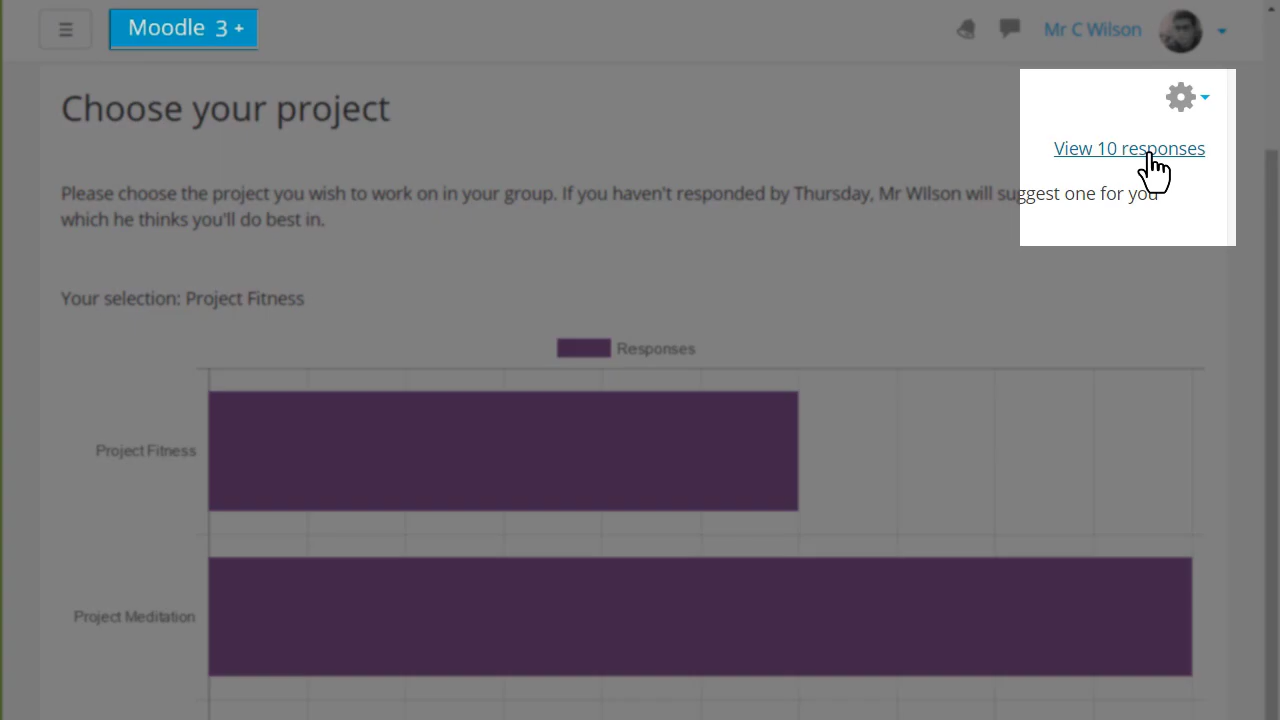 Moodle 3 +
Mr C Wilson
Choose your project
View 10 responses
Please choose the project you wish to work on in your group. If you haven't responded by Thursday, Mr WIlson will suggest one for you
which he thinks you'll do best in.
Your selection: Project Fitness
Responses
Project Fitness
Project Meditation